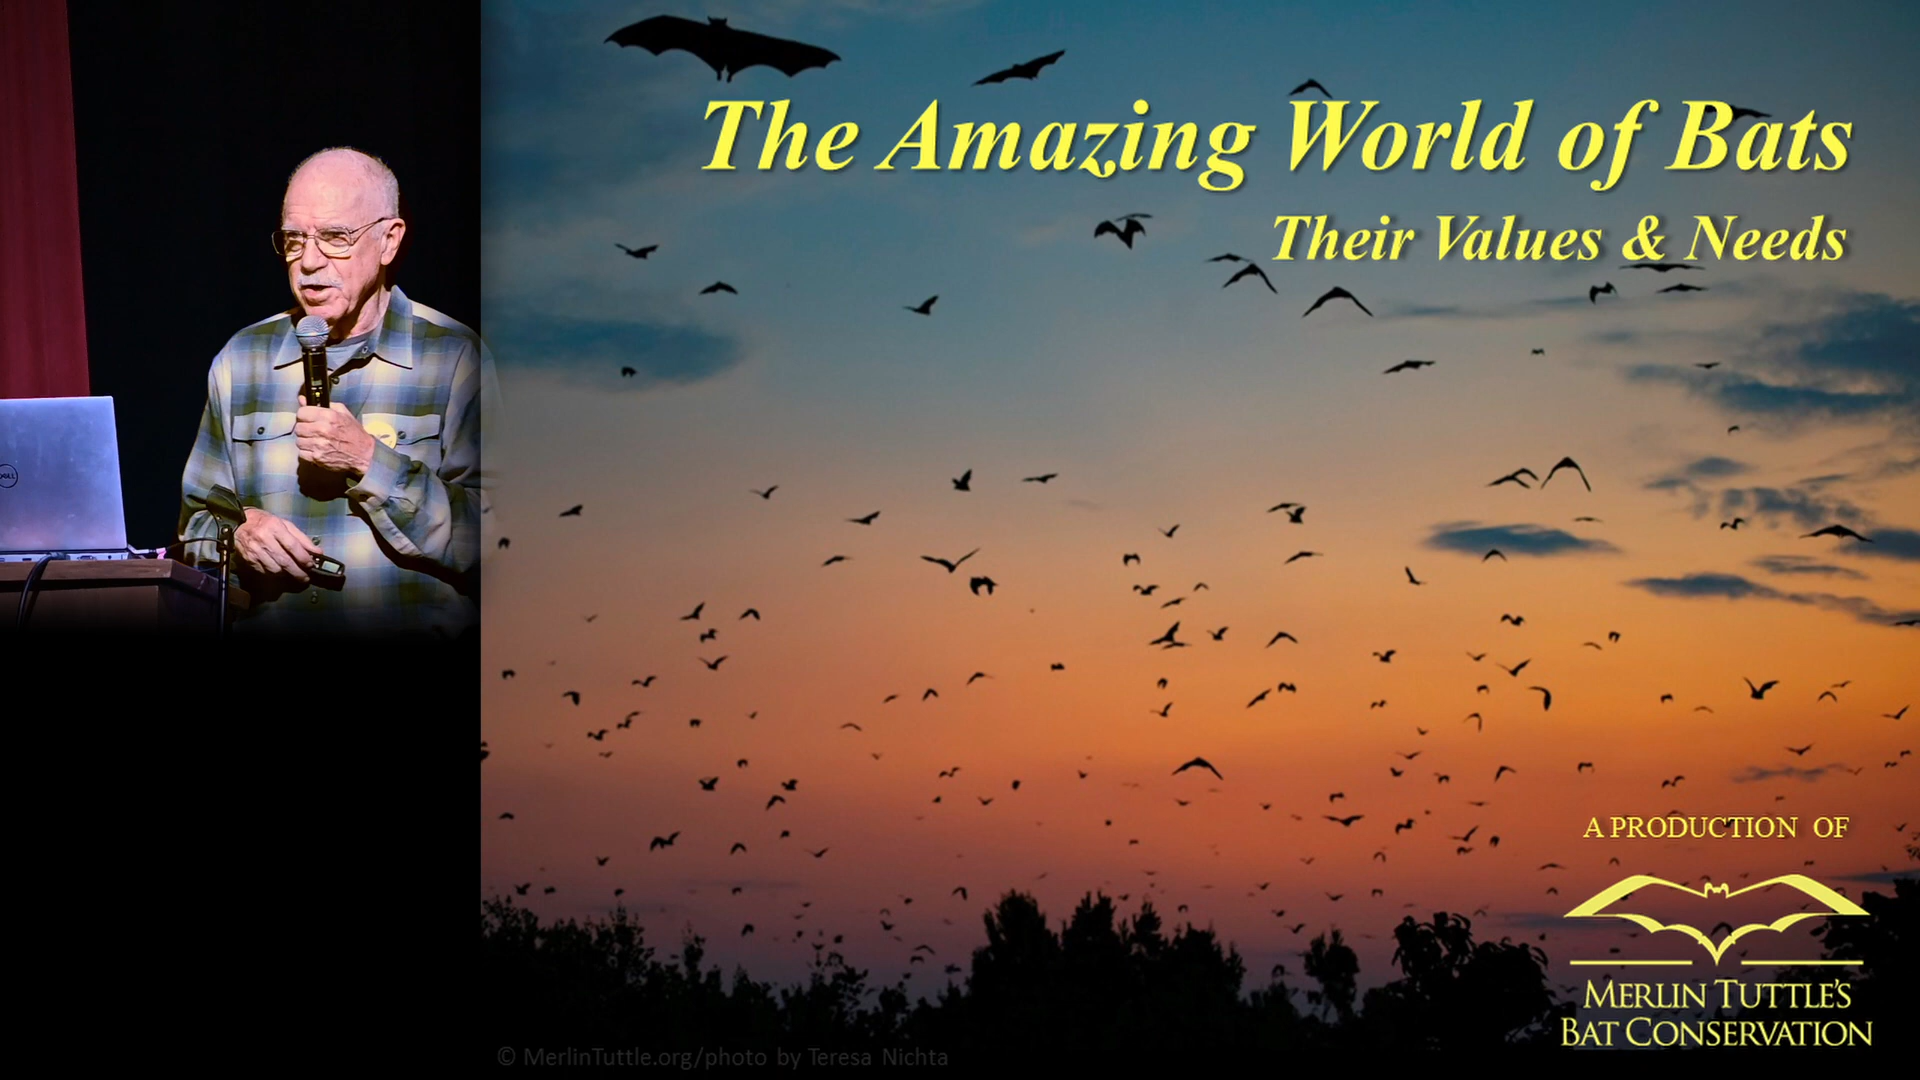 The Amazing World of Bats
Their Values & Needs
DELL
A PRODUCTION OF
MERLIN TUTTLE'S
BAT CONSERVATION
© MerlinTuttle.org/photo by Teresa Nichta